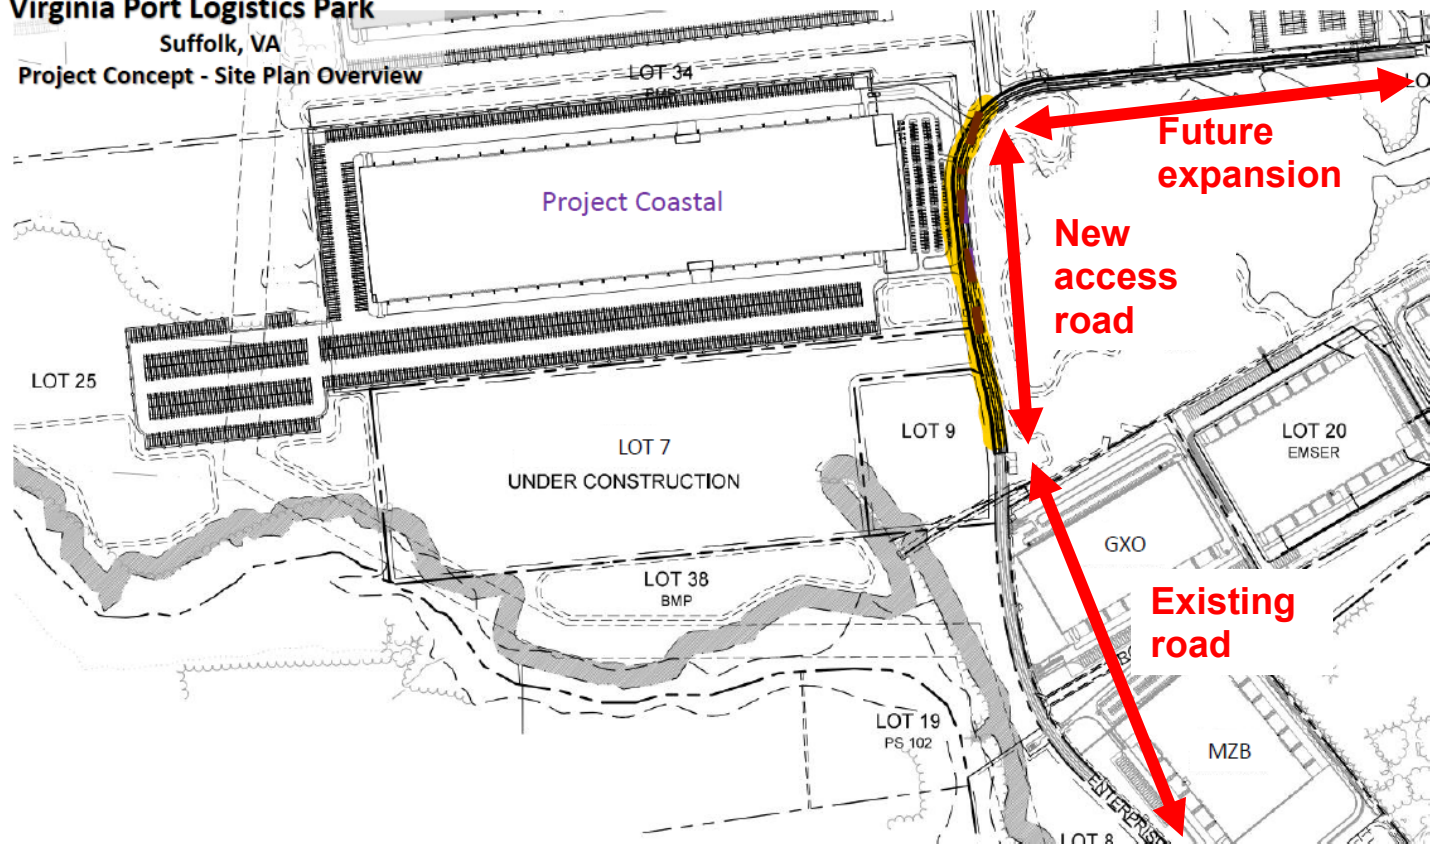 Virginia Port Logistics Park
Suffolk, VA
Project Concept - Site Plan Overview
LOT 34
BMP
Future
expansion
Project Coastal
New
access
road
LOT 25
LOT 9
LOT 20
EMSER
LOT 7
UNDER CONSTRUCTION
GXO
LOT 38
BMP
Existing
road
LOT 19
PS 102
MZB
LOT 8